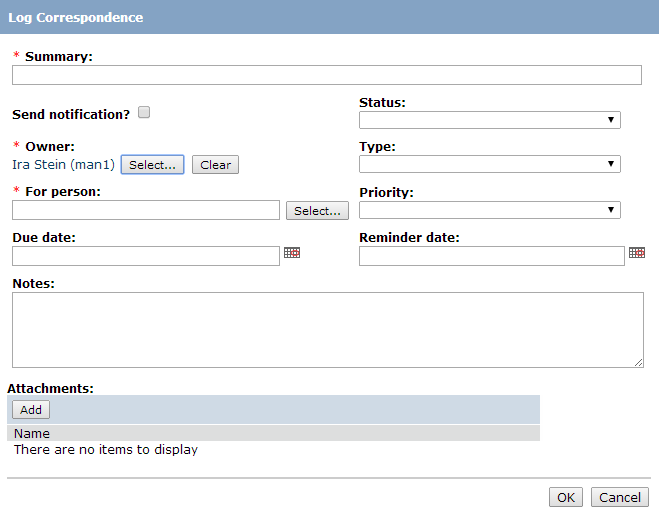 Log Correspondence
* Summary:
Send notification?
Status:
* Owner:
Type:
Ira Stein (man1) Select... Clear
* For person:
Priority:
Select...
Due date:
Reminder date:
Notes:
Attachments:
Add
Name
There are no items to display
OK Cancel